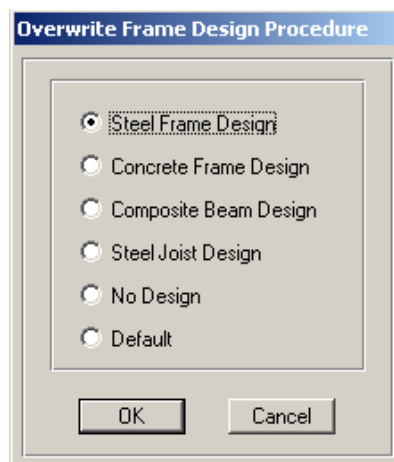 Overwrite Frame Design Procedure
Steel Frame Design
Concrete Frame Design
Composite Beam Design
Steel Joist Design
No Design
Default
OK Cancel